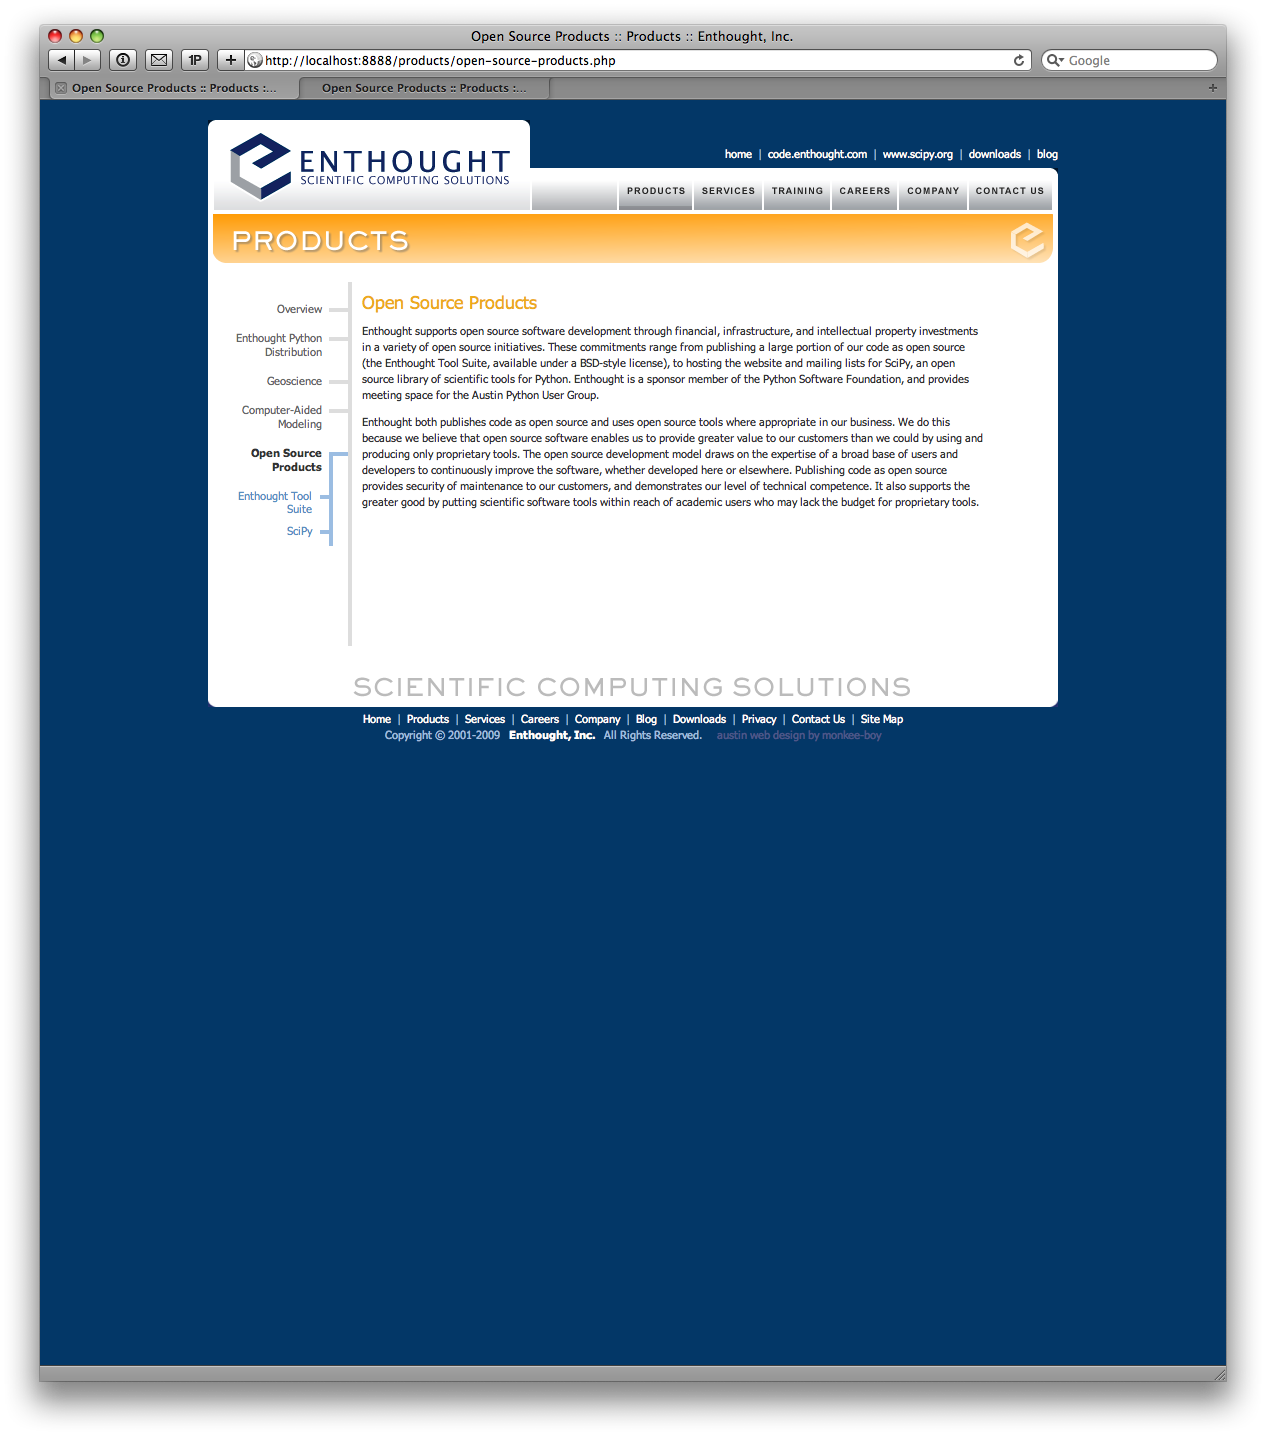 Open Source Products :: Products :: Enthought, Inc.
1P
http://localhost:8888/products/open-source-products.php
Google
Open Source Products :: Products :...
Open Source Products :: Products :...
ENTHOUGHT
SCIENTIFIC COMPUTING SOLUTIONS
home | code.enthought.com | www.scipy.org | downloads | blog
PRODUCTS SERVICES TRAINING CAREERS COMPANY CONTACT US
PRODUCTS
Overview
Enthought Python
Distribution
Geoscience
Computer-Aided
Modeling
Open Source
Products
Enthought Tool
Suite
SciPy
Open Source Products
Enthought supports open source software development through financial, infrastructure, and intellectual property investments
in a variety of open source initiatives. These commitments range from publishing a large portion of our code as open source
(the Enthought Tool Suite, available under a BSD-style license), to hosting the website and mailing lists for SciPy, an open
source library of scientific tools for Python. Enthought is a sponsor member of the Python Software Foundation, and provides
meeting space for the Austin Python User Group.
Enthought both publishes code as open source and uses open source tools where appropriate in our business. We do this
because we believe that open source software enables us to provide greater value to our customers than we could by using and
producing only proprietary tools. The open source development model draws on the expertise of a broad base of users and
developers to continuously improve the software, whether developed here or elsewhere. Publishing code as open source
provides security of maintenance to our customers, and demonstrates our level of technical competence. It also supports the
greater good by putting scientific software tools within reach of academic users who may lack the budget for proprietary tools.
SCIENTIFIC COMPUTING SOLUTIONS
Home | Products | Services | Careers | Company | Blog | Downloads | Privacy | Contact Us | Site Map
Copyright © 2001-2009 Enthought, Inc. All Rights Reserved. austin web design by monkee-boy